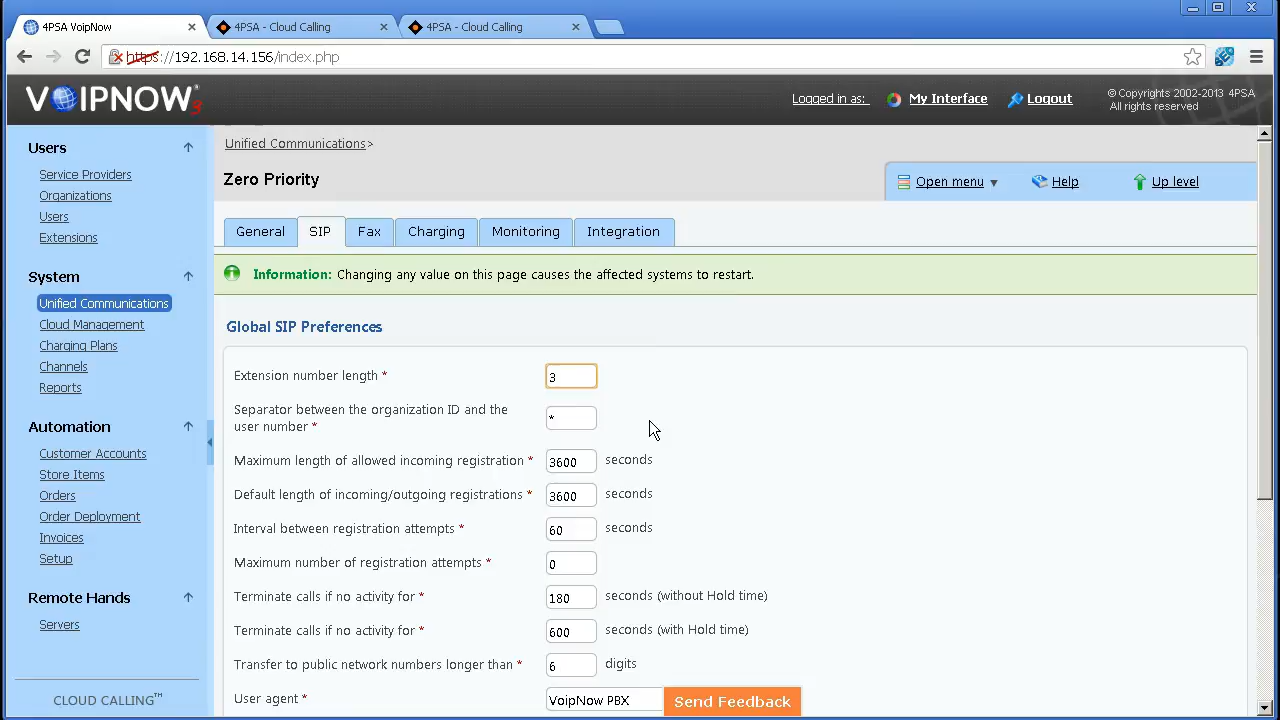 4PSA VoipNow
4PSA - Cloud Calling
4PSA - Cloud Calling
https://192.168.14.156/index.php
VOIPNOW 3
Logged in as:
My Interface
Logout
© Copyrights 2002-2013 4PSA
All rights reserved
Users
Service Providers
Organizations
Users
Extensions
System
Unified Communications
Cloud Management
Charging Plans
Channels
Reports
Automation
Customer Accounts
Store Items
Orders
Order Deployment
Invoices
Setup
Remote Hands
Servers
CLOUD CALLING™
Unified Communications>
Zero Priority
Open menu
Help
Up level
General
SIP
Fax
Charging
Monitoring
Integration
Information: Changing any value on this page causes the affected systems to restart.
Global SIP Preferences
Extension number length * 3
Separator between the organization ID and the
user number * *
Maximum length of allowed incoming registration * 3600 seconds
Default length of incoming/outgoing registrations * 3600 seconds
Interval between registration attempts * 60 seconds
Maximum number of registration attempts * 0
Terminate calls if no activity for * 180 seconds (without Hold time)
Terminate calls if no activity for * 600 seconds (with Hold time)
Transfer to public network numbers longer than * 6 digits
User agent * VoipNow PBX
Send Feedback